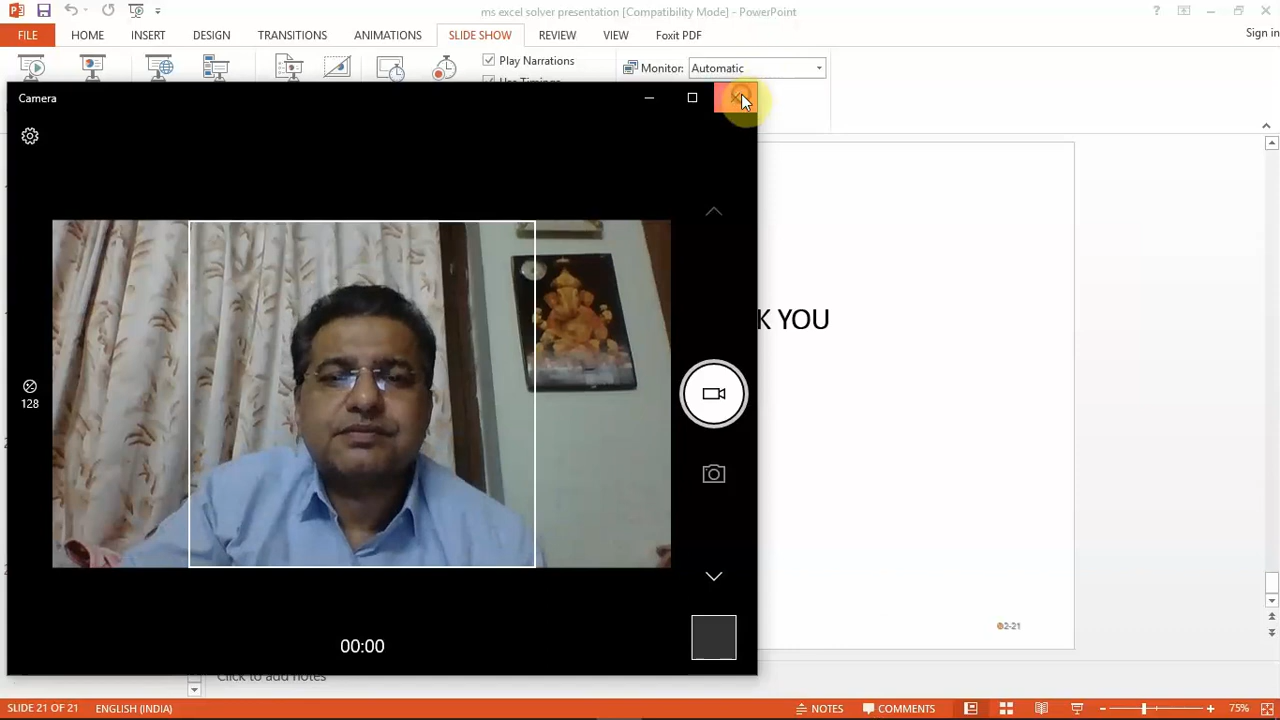 ms excel solver presentation [Compatibility Mode] - PowerPoint
FILE HOME INSERT DESIGN TRANSITIONS ANIMATIONS SLIDE SHOW REVIEW VIEW Foxit PDF Sign in
Play Narrations
Monitor: Automatic
Camera
128
K YOU
00:00
2-21
Click to add notes
SLIDE 21 OF 21 ENGLISH (INDIA) NOTES COMMENTS 75%